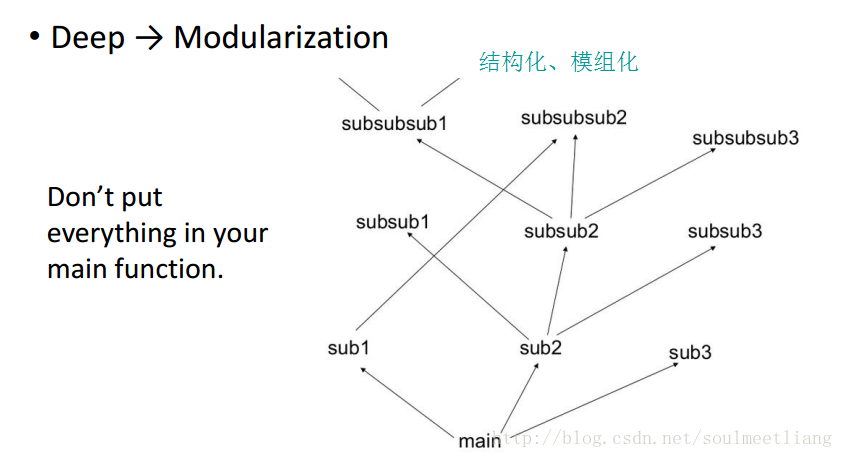 • Deep → Modularization
结构化、模组化
subsubsub1
subsubsub2
subsubsub3
Don’t put
everything in your
main function.
subsub1
subsub2
subsub3
sub1
sub2
sub3
main
http://blog.csdn.net/soulmeetliang